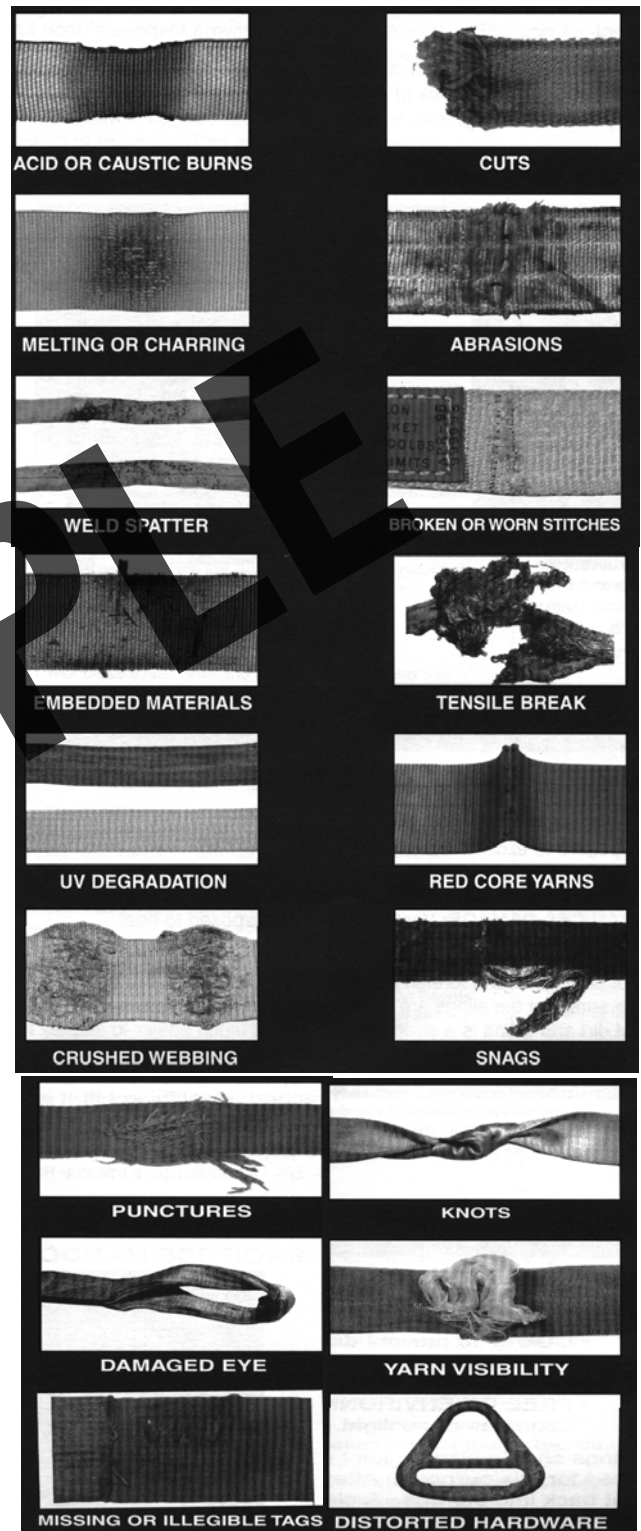 ACID OR CAUSTIC BURNS
CUTS
MELTING OR CHARRING
ABRASIONS
WELD SPATTER
BROKEN OR WORN STITCHES
EMBEDDED MATERIALS
TENSILE BREAK
UV DEGRADATION
RED CORE YARNS
CRUSHED WEBBING
SNAGS
PUNCTURES
KNOTS
DAMAGED EYE
YARN VISIBILITY
MISSING OR ILLEGIBLE TAGS
DISTORTED HARDWARE
PLE